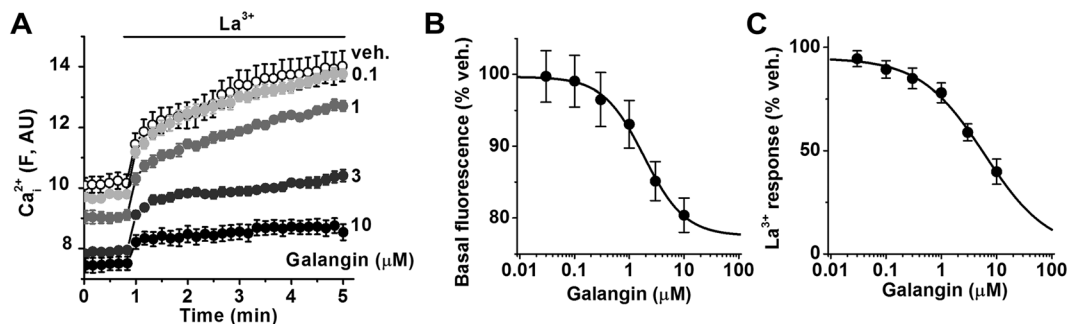 A
La³⁺
Ca²⁺ᵢ (F, AU)
14
12
10
8
veh.
0.1
1
3
10
Galangin (μM)
0 1 2 3 4 5
Time (min)
B
Basal fluorescence (% veh.)
100
90
80
0.01 0.1 1 10 100
Galangin (μM)
C
La³⁺ response (% veh.)
100
50
0
0.01 0.1 1 10 100
Galangin (μM)